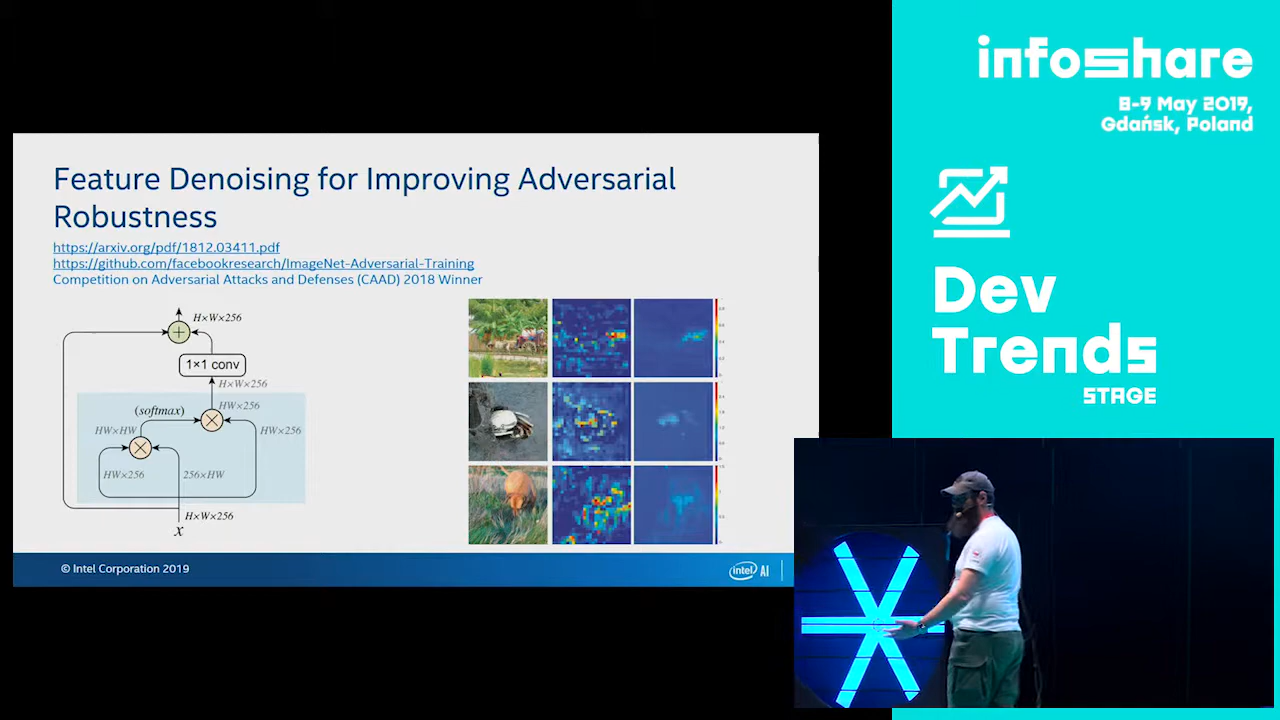 Feature Denoising for Improving Adversarial
Robustness
https://arxiv.org/pdf/1812.03411.pdf
https://github.com/facebookresearch/ImageNet-Adversarial-Training
Competition on Adversarial Attacks and Defenses (CAAD) 2018 Winner
H×W×256
+
1×1 conv
H×W×256
(softmax)
HW×256
×
HW×HW
HW×256
×
HW×256
256×HW
H×W×256
x
© Intel Corporation 2019
intel AI
infoshare
8-9 May 2019,
Gdańsk, Poland
Dev
Trends
STAGE